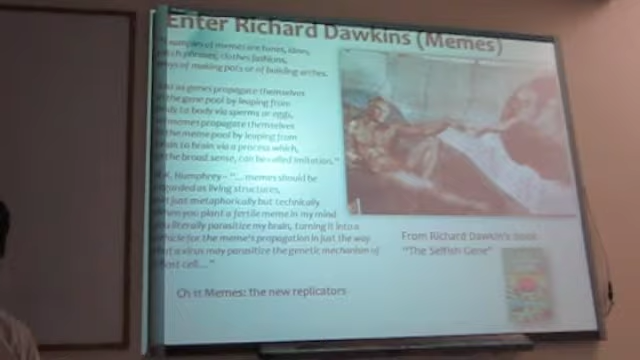 Enter Richard Dawkins (Memes)
examples of memes are tunes, ideas,
catch phrases, clothes fashions,
ways of making pots or of building arches.
as genes propagate themselves
in the gene pool by leaping from
body to body via sperms or eggs,
memes propagate themselves
the meme pool by leaping from
brain to brain via a process which,
the broad sense, can be called imitation."
K. Humphrey – "... memes should be
regarded as living structures,
not just metaphorically but technically
when you plant a fertile meme in my mind
you literally parasitize my brain, turning it into a
vehicle for the meme's propagation in just the way
that a virus may parasitize the genetic mechanism of
host cell..."
From Richard Dawkin's book
"The Selfish Gene"
Ch 11 Memes: the new replicators